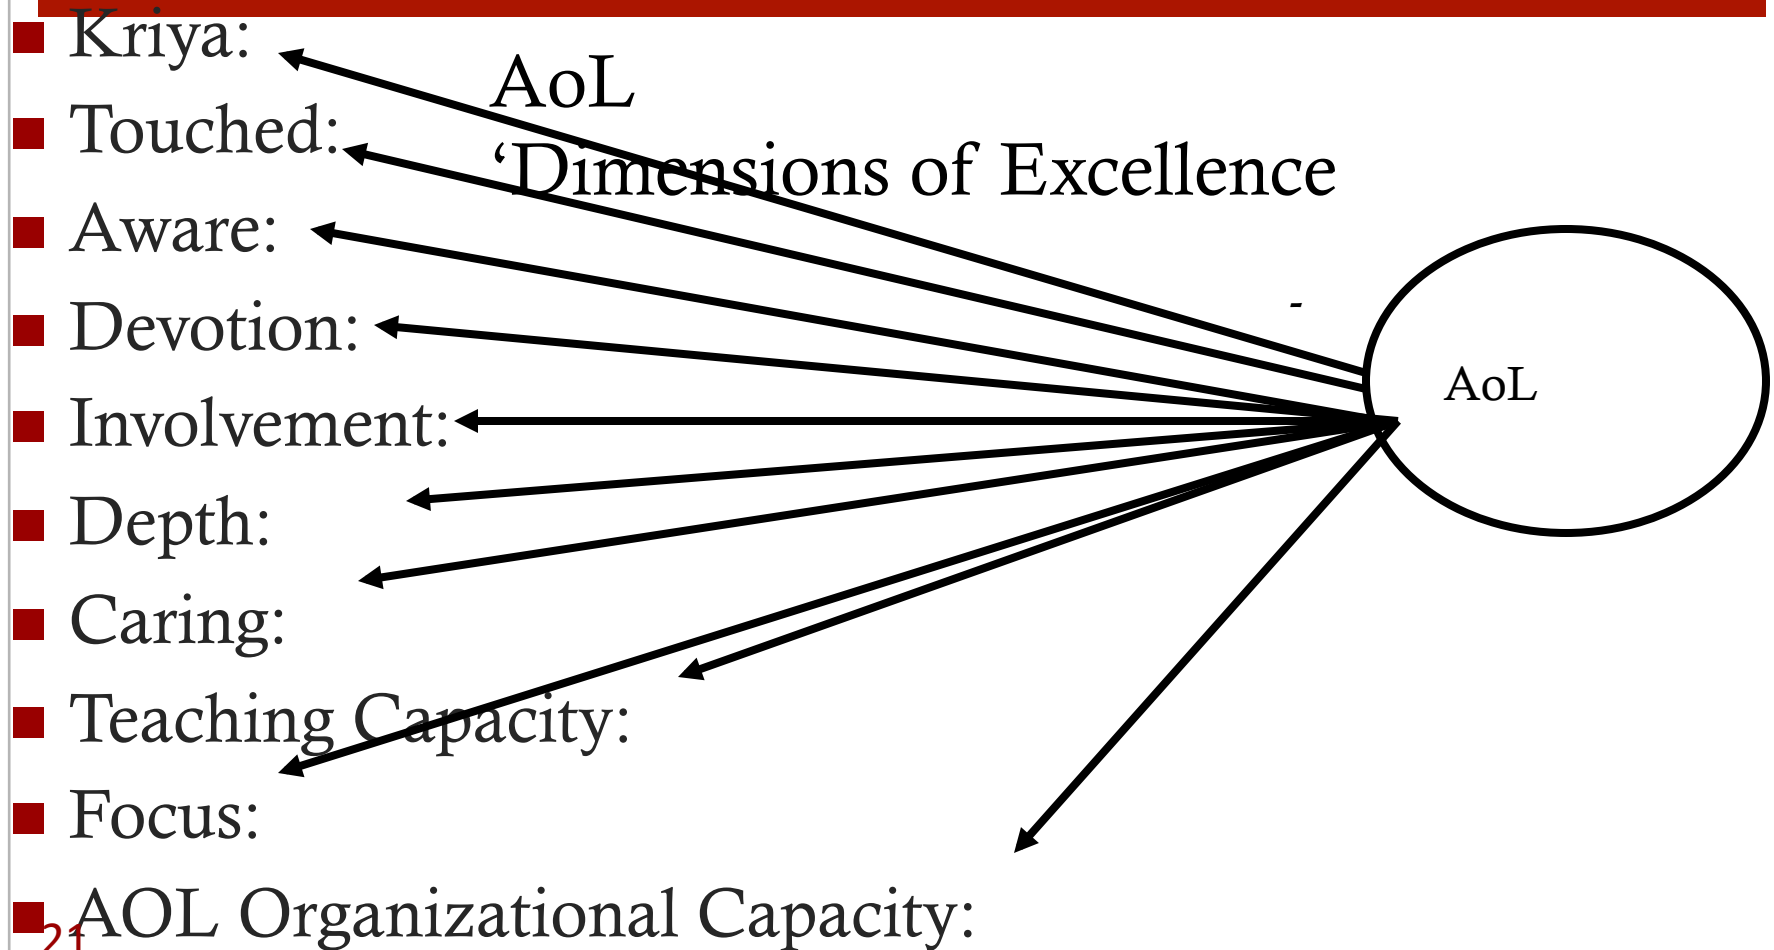 Kriya:
AoL
Touched:
‘Dimensions of Excellence
Aware:
Devotion:
-
AoL
Involvement:
Depth:
Caring:
Teaching Capacity:
Focus:
AOL Organizational Capacity:
21